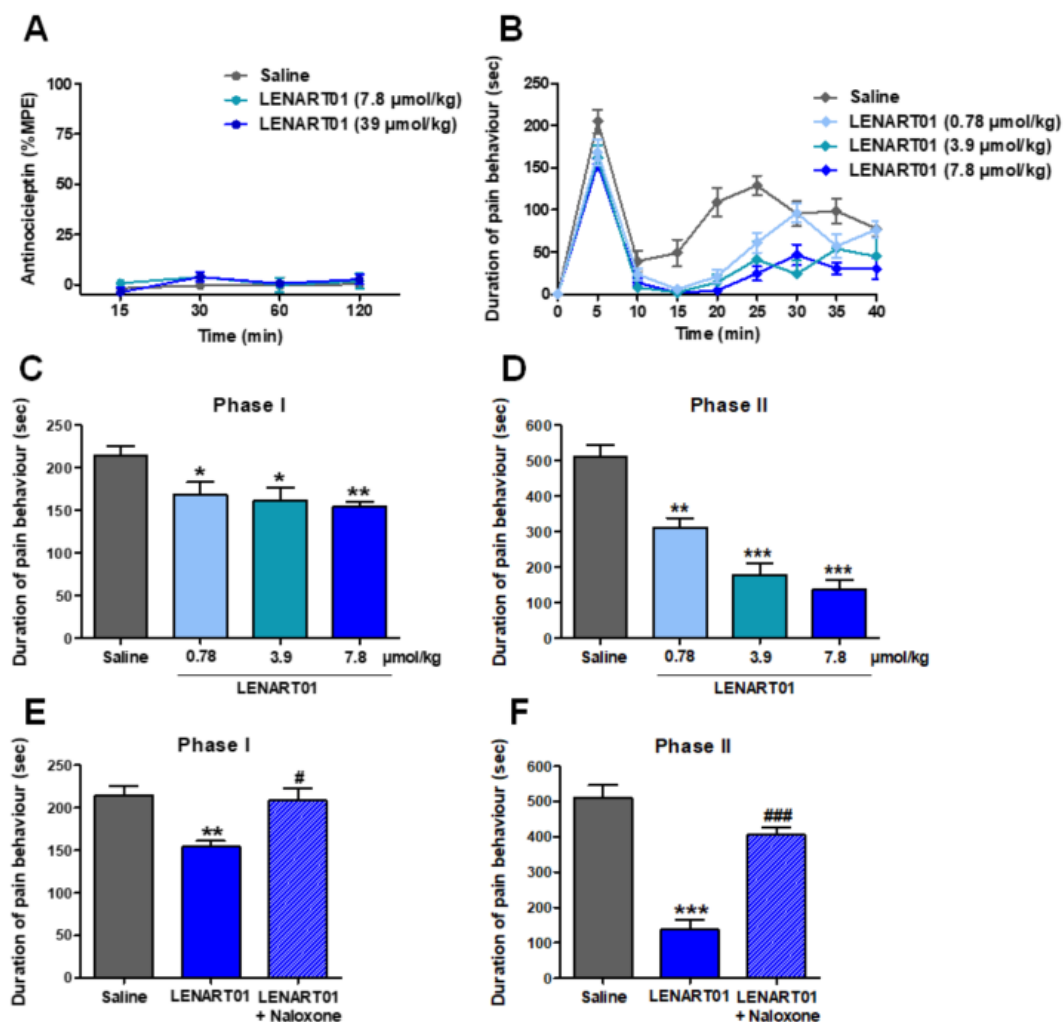 A
Saline
LENART01 (7.8 µmol/kg)
LENART01 (39 µmol/kg)
Antinocicieptin (%MPE)
100
75
50
25
0
15
30
60
120
Time (min)
B
Saline
LENART01 (0.78 µmol/kg)
LENART01 (3.9 µmol/kg)
LENART01 (7.8 µmol/kg)
Duration of pain behaviour (sec)
250
200
150
100
50
0
0
5
10
15
20
25
30
35
40
Time (min)
C
Phase I
Duration of pain behaviour (sec)
250
200
150
100
50
0
*
*
**
Saline
0.78
3.9
7.8
µmol/kg
LENART01
D
Phase II
Duration of pain behaviour (sec)
600
500
400
300
200
100
0
**
***
***
Saline
0.78
3.9
7.8
µmol/kg
LENART01
E
Phase I
Duration of pain behaviour (sec)
250
200
150
100
50
0
**
#
Saline
LENART01
LENART01
+ Naloxone
F
Phase II
Duration of pain behaviour (sec)
600
500
400
300
200
100
0
***
###
Saline
LENART01
LENART01
+ Naloxone